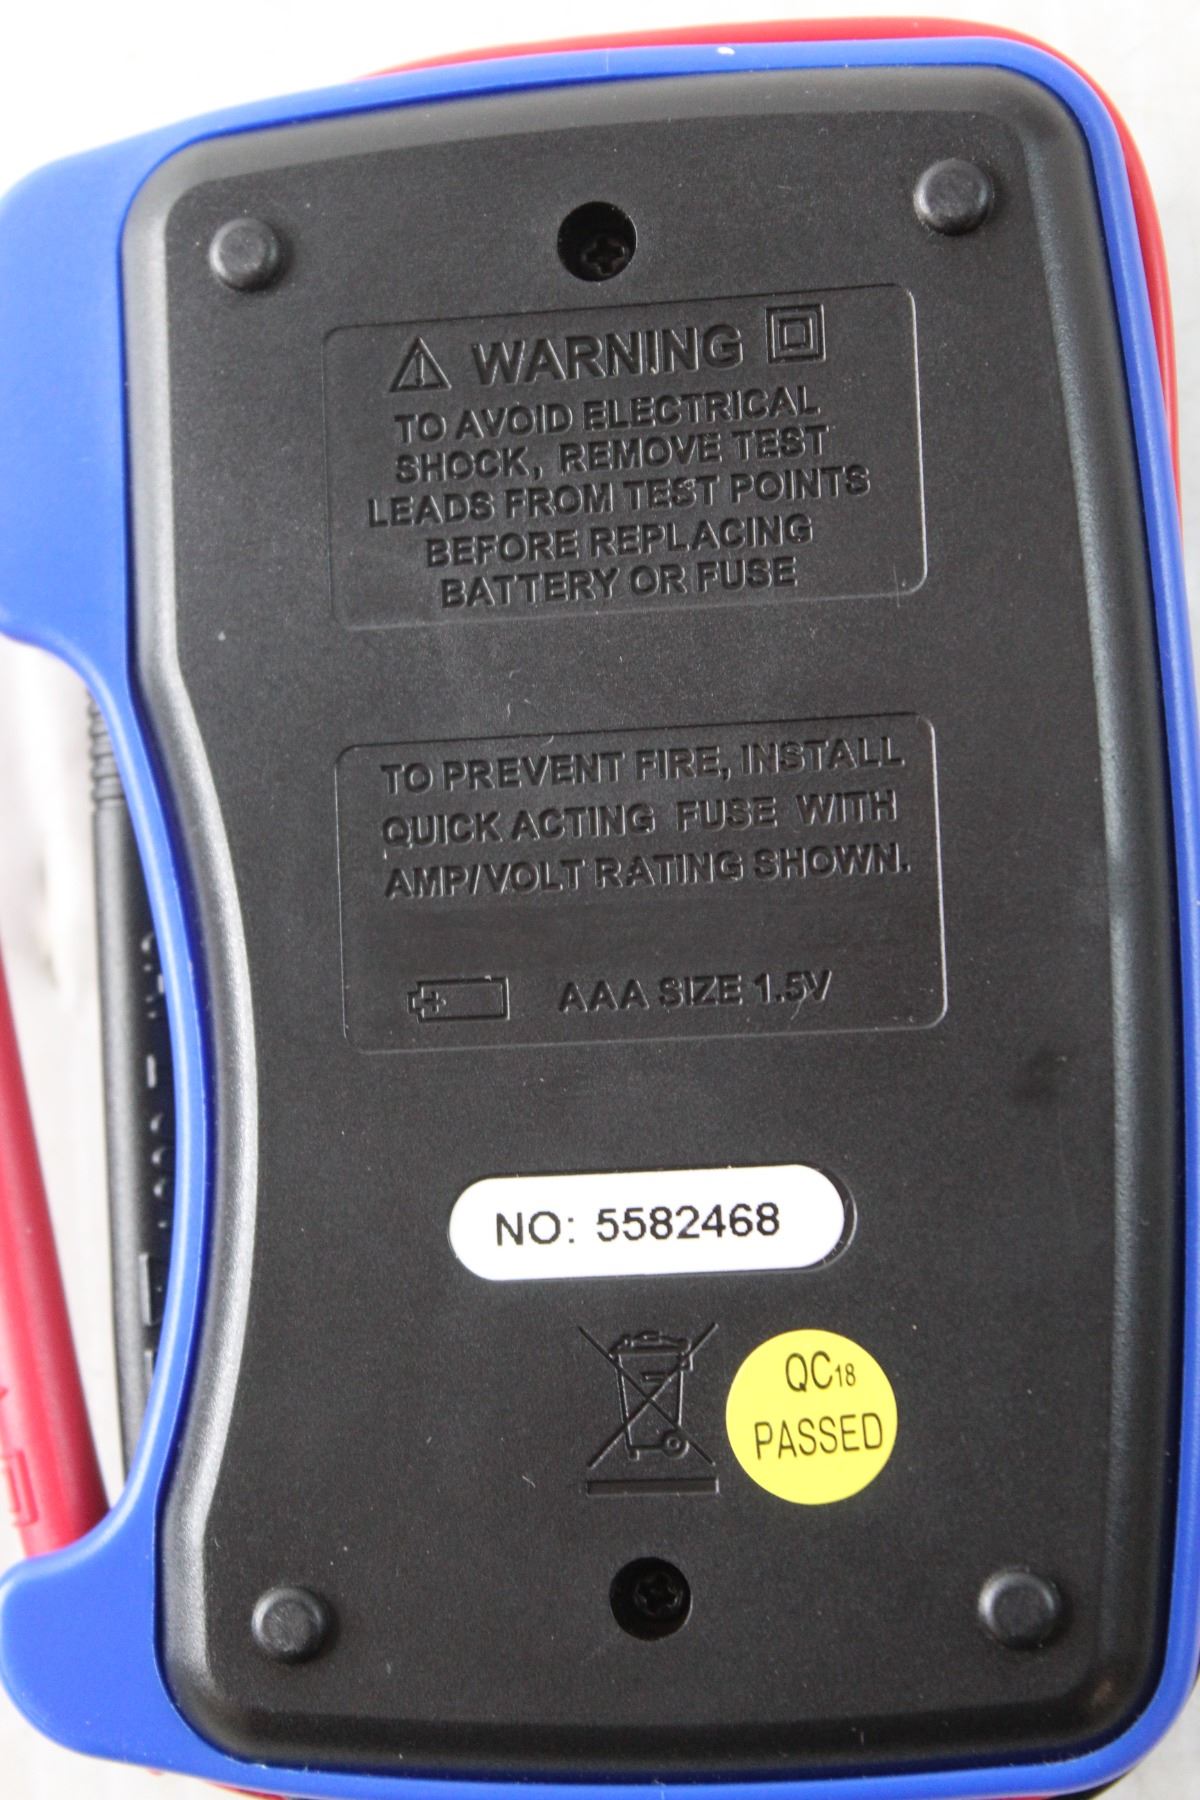 WARNING
TO AVOID ELECTRICAL
SHOCK, REMOVE TEST
LEADS FROM TEST POINTS
BEFORE REPLACING
BATTERY OR FUSE
TO PREVENT FIRE, INSTALL
QUICK ACTING FUSE WITH
AMP/VOLT RATING SHOWN.
AAA SIZE 1.5V
NO: 5582468
QC18
PASSED